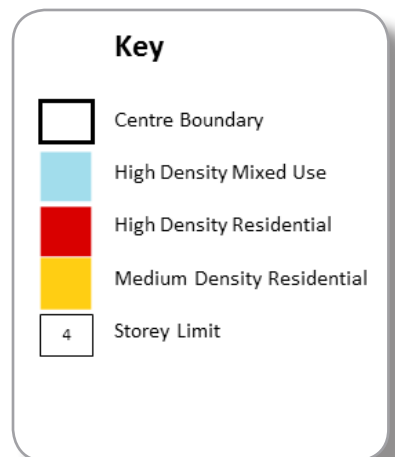 Key
Centre Boundary
High Density Mixed Use
High Density Residential
Medium Density Residential
4 Storey Limit